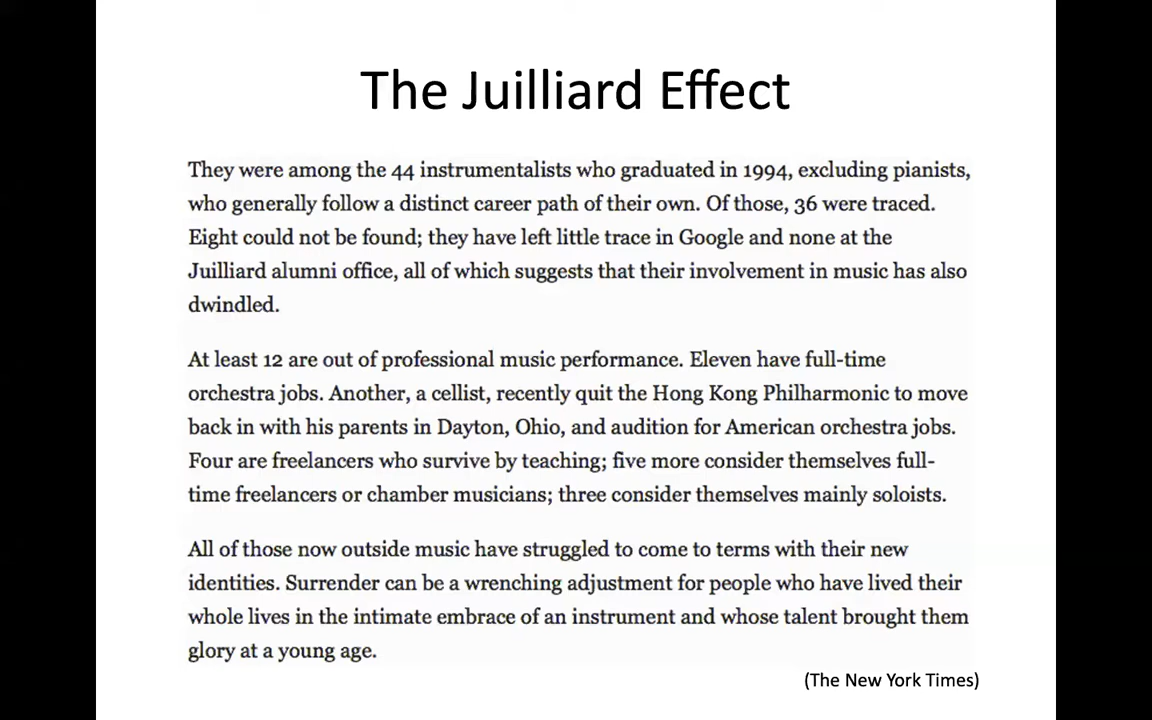 The Juilliard Effect
They were among the 44 instrumentalists who graduated in 1994, excluding pianists,
who generally follow a distinct career path of their own. Of those, 36 were traced.
Eight could not be found; they have left little trace in Google and none at the
Juilliard alumni office, all of which suggests that their involvement in music has also
dwindled.
At least 12 are out of professional music performance. Eleven have full-time
orchestra jobs. Another, a cellist, recently quit the Hong Kong Philharmonic to move
back in with his parents in Dayton, Ohio, and audition for American orchestra jobs.
Four are freelancers who survive by teaching; five more consider themselves full-
time freelancers or chamber musicians; three consider themselves mainly soloists.
All of those now outside music have struggled to come to terms with their new
identities. Surrender can be a wrenching adjustment for people who have lived their
whole lives in the intimate embrace of an instrument and whose talent brought them
glory at a young age.
(The New York Times)